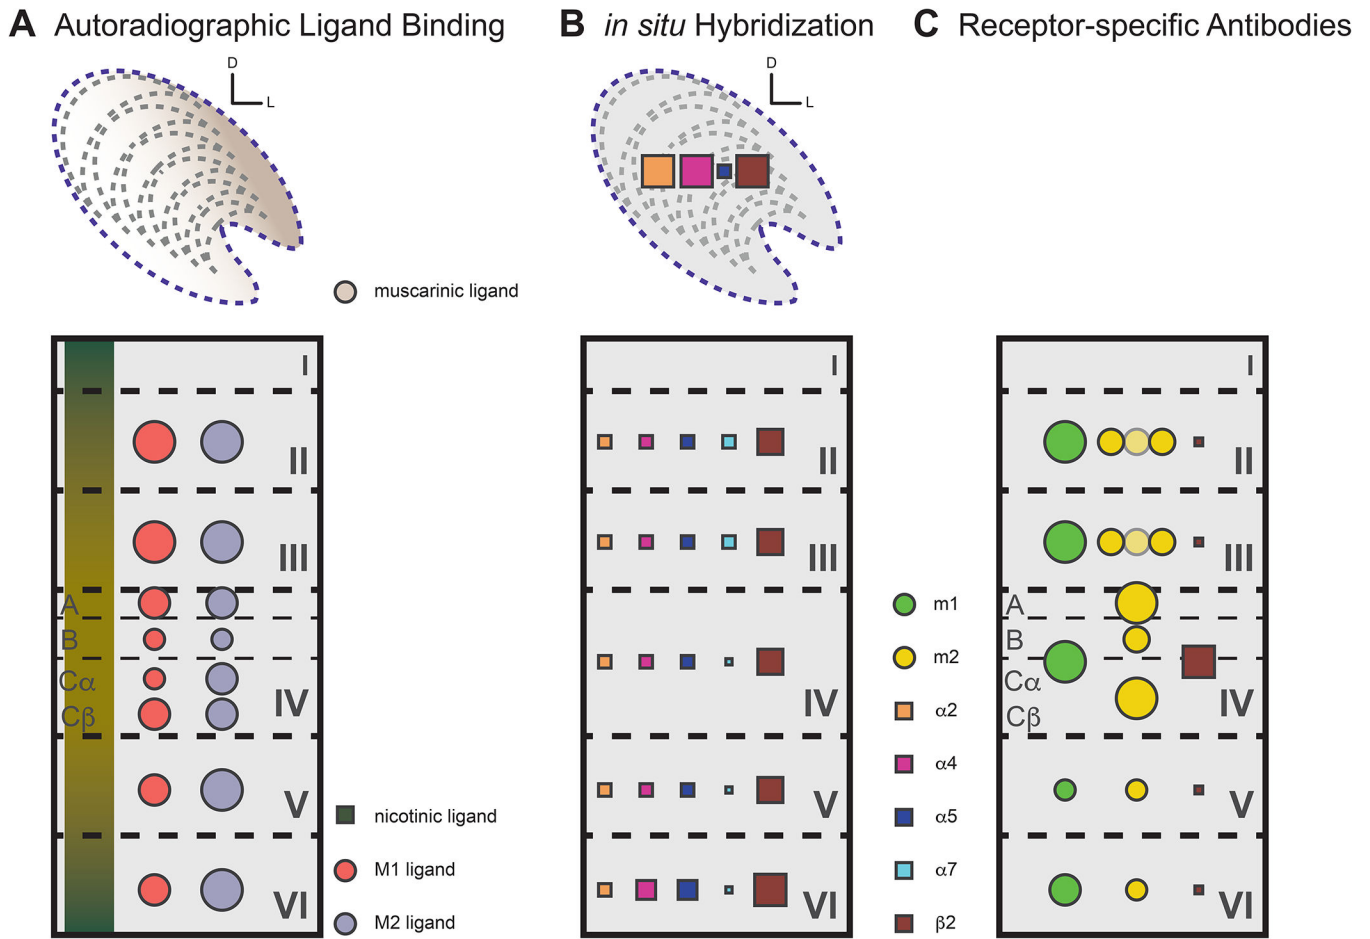 A Autoradiographic Ligand Binding
B in situ Hybridization
C Receptor-specific Antibodies
D
L
D
L
muscarinic ligand
I
II
III
A
B
Cα
Cβ
IV
V
VI
nicotinic ligand
M1 ligand
M2 ligand
I
II
III
IV
V
VI
m1
m2
α2
α4
α5
α7
β2
I
II
III
A
B
Cα
Cβ
IV
V
VI